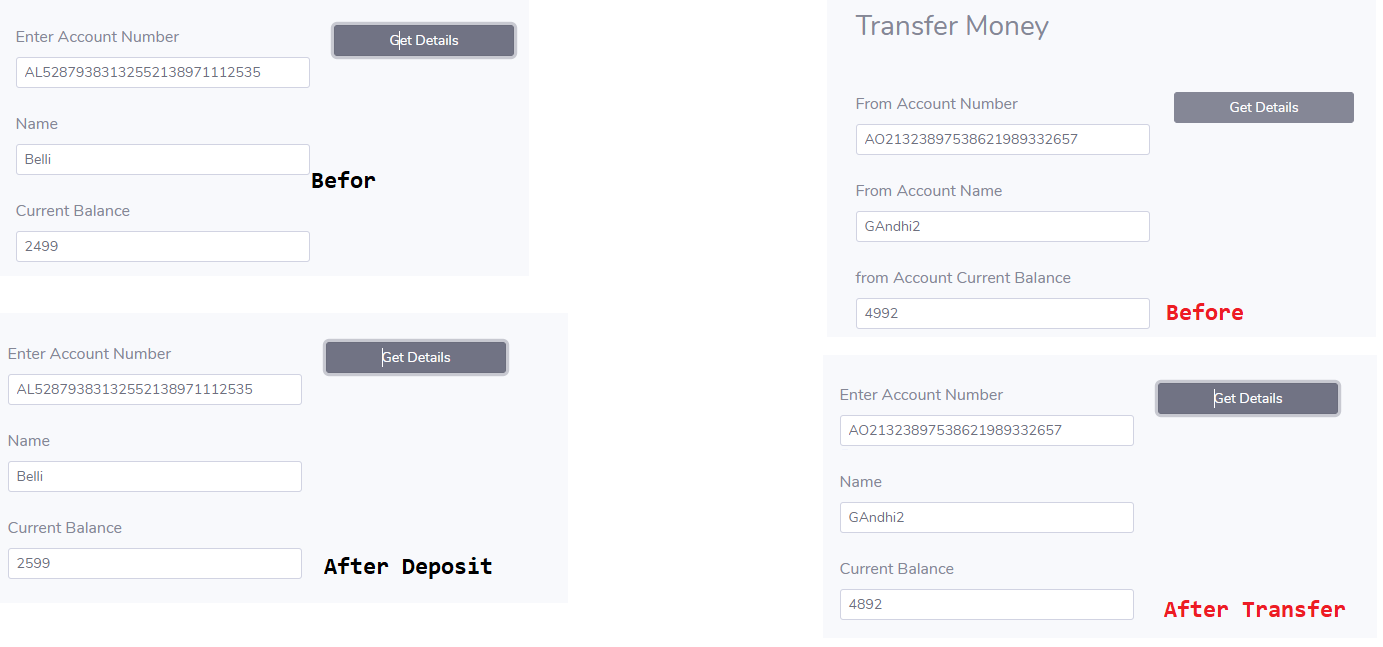 Enter Account Number
Get Details
AL528793831325521389711​12535
Name
Belli
Befor
Current Balance
2499
Enter Account Number
Get Details
AL52879383132552138971112535
Name
Belli
Current Balance
2599
After Deposit
Transfer Money
From Account Number
Get Details
AO21323897538621989332657
From Account Name
GAndhi2
from Account Current Balance
4992
Before
Enter Account Number
Get Details
AO21323897538621989332657
Name
GAndhi2
Current Balance
4892
After Transfer